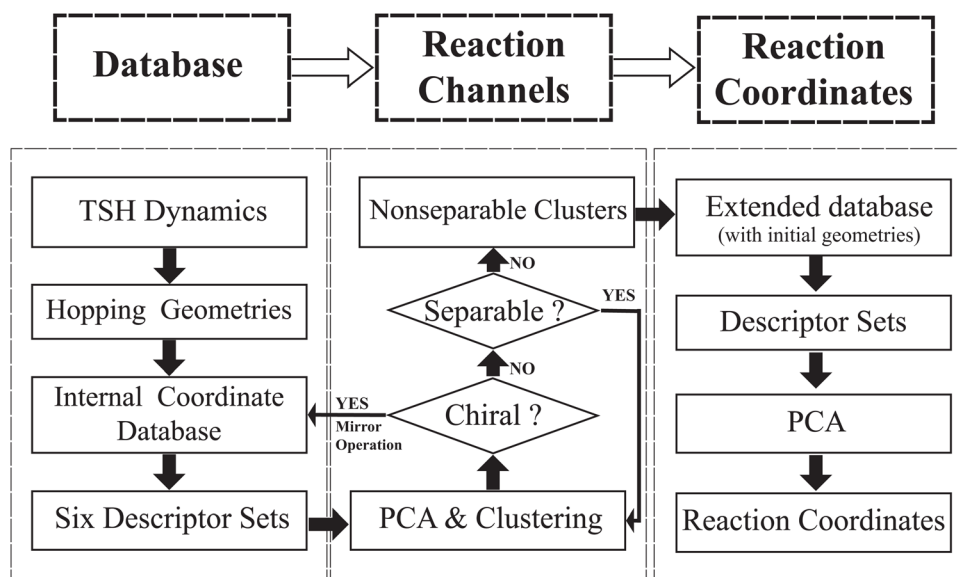 Database
Reaction
Channels
Reaction
Coordinates
TSH Dynamics
Hopping Geometries
Internal Coordinate
Database
Six Descriptor Sets
Nonseparable Clusters
NO
Separable ?
YES
NO
Chiral ?
YES
Mirror
Operation
PCA & Clustering
Extended database
(with initial geometries)
Descriptor Sets
PCA
Reaction Coordinates